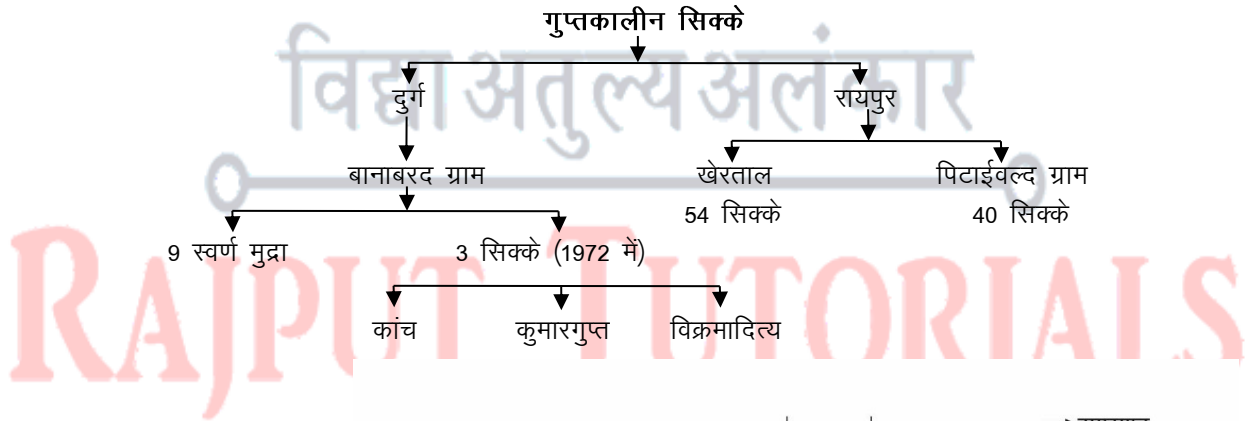 गुप्तकालीन सिक्के
विद्या अतुल्य अलंकार
दुर्ग रायपुर
बानाबरद ग्राम खेरताल पिटाईवल्द ग्राम
54 सिक्के 40 सिक्के
9 स्वर्ण मुद्रा 3 सिक्के (1972 में)
RAJPUT TUTORIALS
कांच कुमारगुप्त विक्रमादित्य